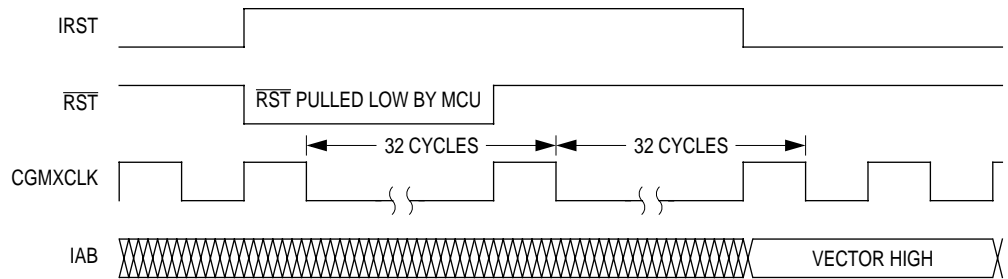 IRST
RST
RST PULLED LOW BY MCU
32 CYCLES
32 CYCLES
CGMXCLK
IAB
VECTOR HIGH